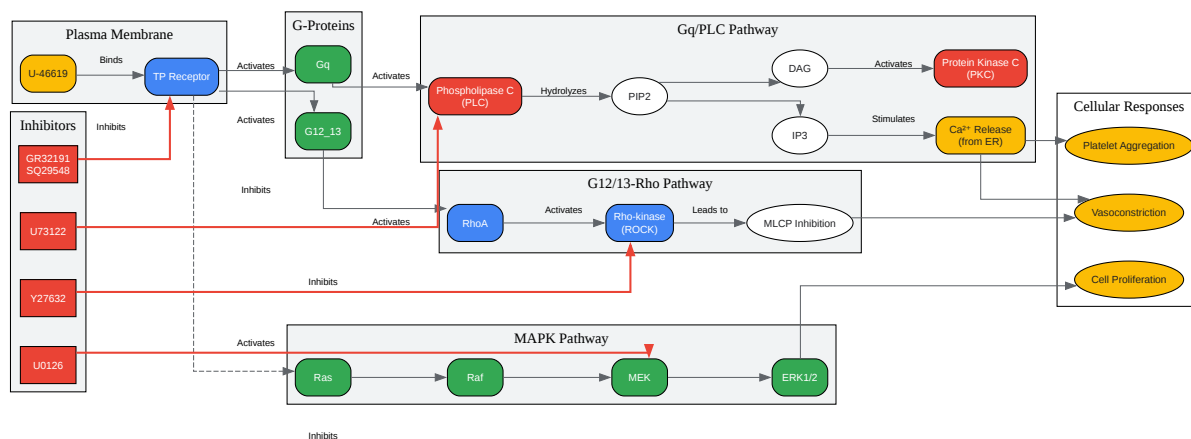 Plasma Membrane
U-46619
Binds
TP Receptor
Activates
Activates
G-Proteins
Gq
G12_13
Activates
Gq/PLC Pathway
Phospholipase C
(PLC)
Hydrolyzes
PIP2
DAG
Activates
Protein Kinase C
(PKC)
IP3
Stimulates
Ca²⁺ Release
(from ER)
Cellular Responses
Platelet Aggregation
Vasoconstriction
Cell Proliferation
Inhibitors
GR32191
SQ29548
Inhibits
U73122
Inhibits
Activates
Y27632
Inhibits
U0126
Activates
G12/13-Rho Pathway
RhoA
Activates
Rho-kinase
(ROCK)
Leads to
MLCP Inhibition
MAPK Pathway
Ras
Raf
MEK
ERK1/2
Inhibits